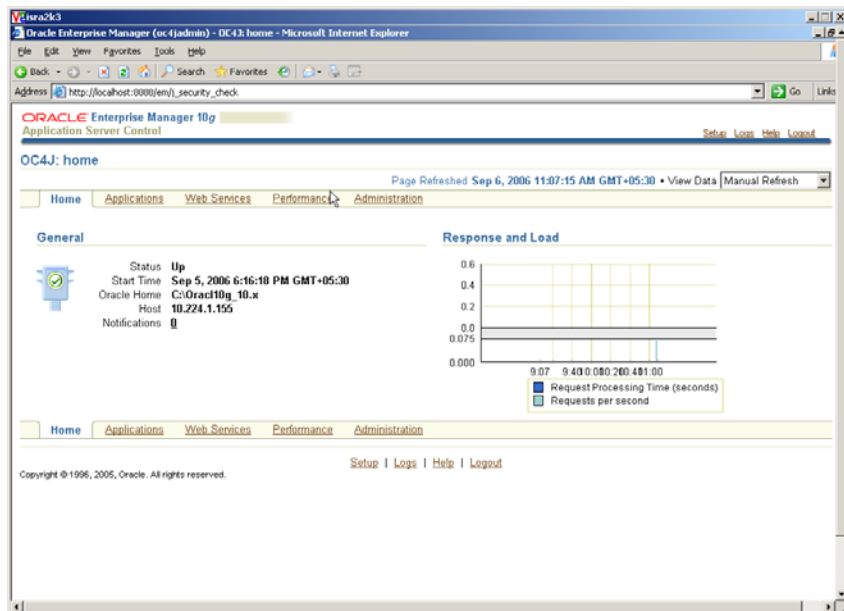 isra2k3
Oracle Enterprise Manager (oc4jadmin) - OC4J: home - Microsoft Internet Explorer
File Edit View Favorites Tools Help
Back Search Favorites
Address http://localhost:8888/em/j_security_check Go Links
ORACLE Enterprise Manager 10g
Application Server Control
Setup Logs Help Logout
OC4J: home
Page Refreshed Sep 6, 2006 11:07:15 AM GMT+05:30 • View Data Manual Refresh
Home Applications Web Services Performance Administration
General
Response and Load
Status Up
Start Time Sep 5, 2006 6:16:18 PM GMT+05:30
Oracle Home C:\Oracl10g_10.x
Host 10.224.1.155
Notifications 0
0.6
0.4
0.2
0.0
0.075
0.000
9:07 9:40
Request Processing Time (seconds)
Requests per second
Home Applications Web Services Performance Administration
Setup | Logs | Help | Logout
Copyright © 1996, 2005, Oracle. All rights reserved.